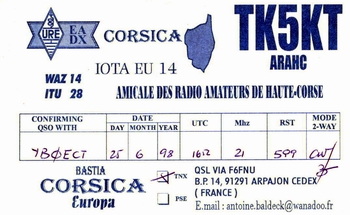 URE
EA
DX
CORSICA
TK5KT
ARAHC
IOTA EU 14
WAZ 14
ITU 28
AMICALE DES RADIO AMATEURS DE HAUTE-CORSE
CONFIRMING QSO WITH DATE UTC Mhz RST MODE 2-WAY
DAY MONTH YEAR
YBØECT 25 6 98 1652 21 599 CW
BASTIA
CORSICA
Europa
TNX
PSE
QSL VIA F6FNU
B.P. 14, 91291 ARPAJON CEDEX
( FRANCE )
E.mail : antoine.baldeck@wanadoo.fr